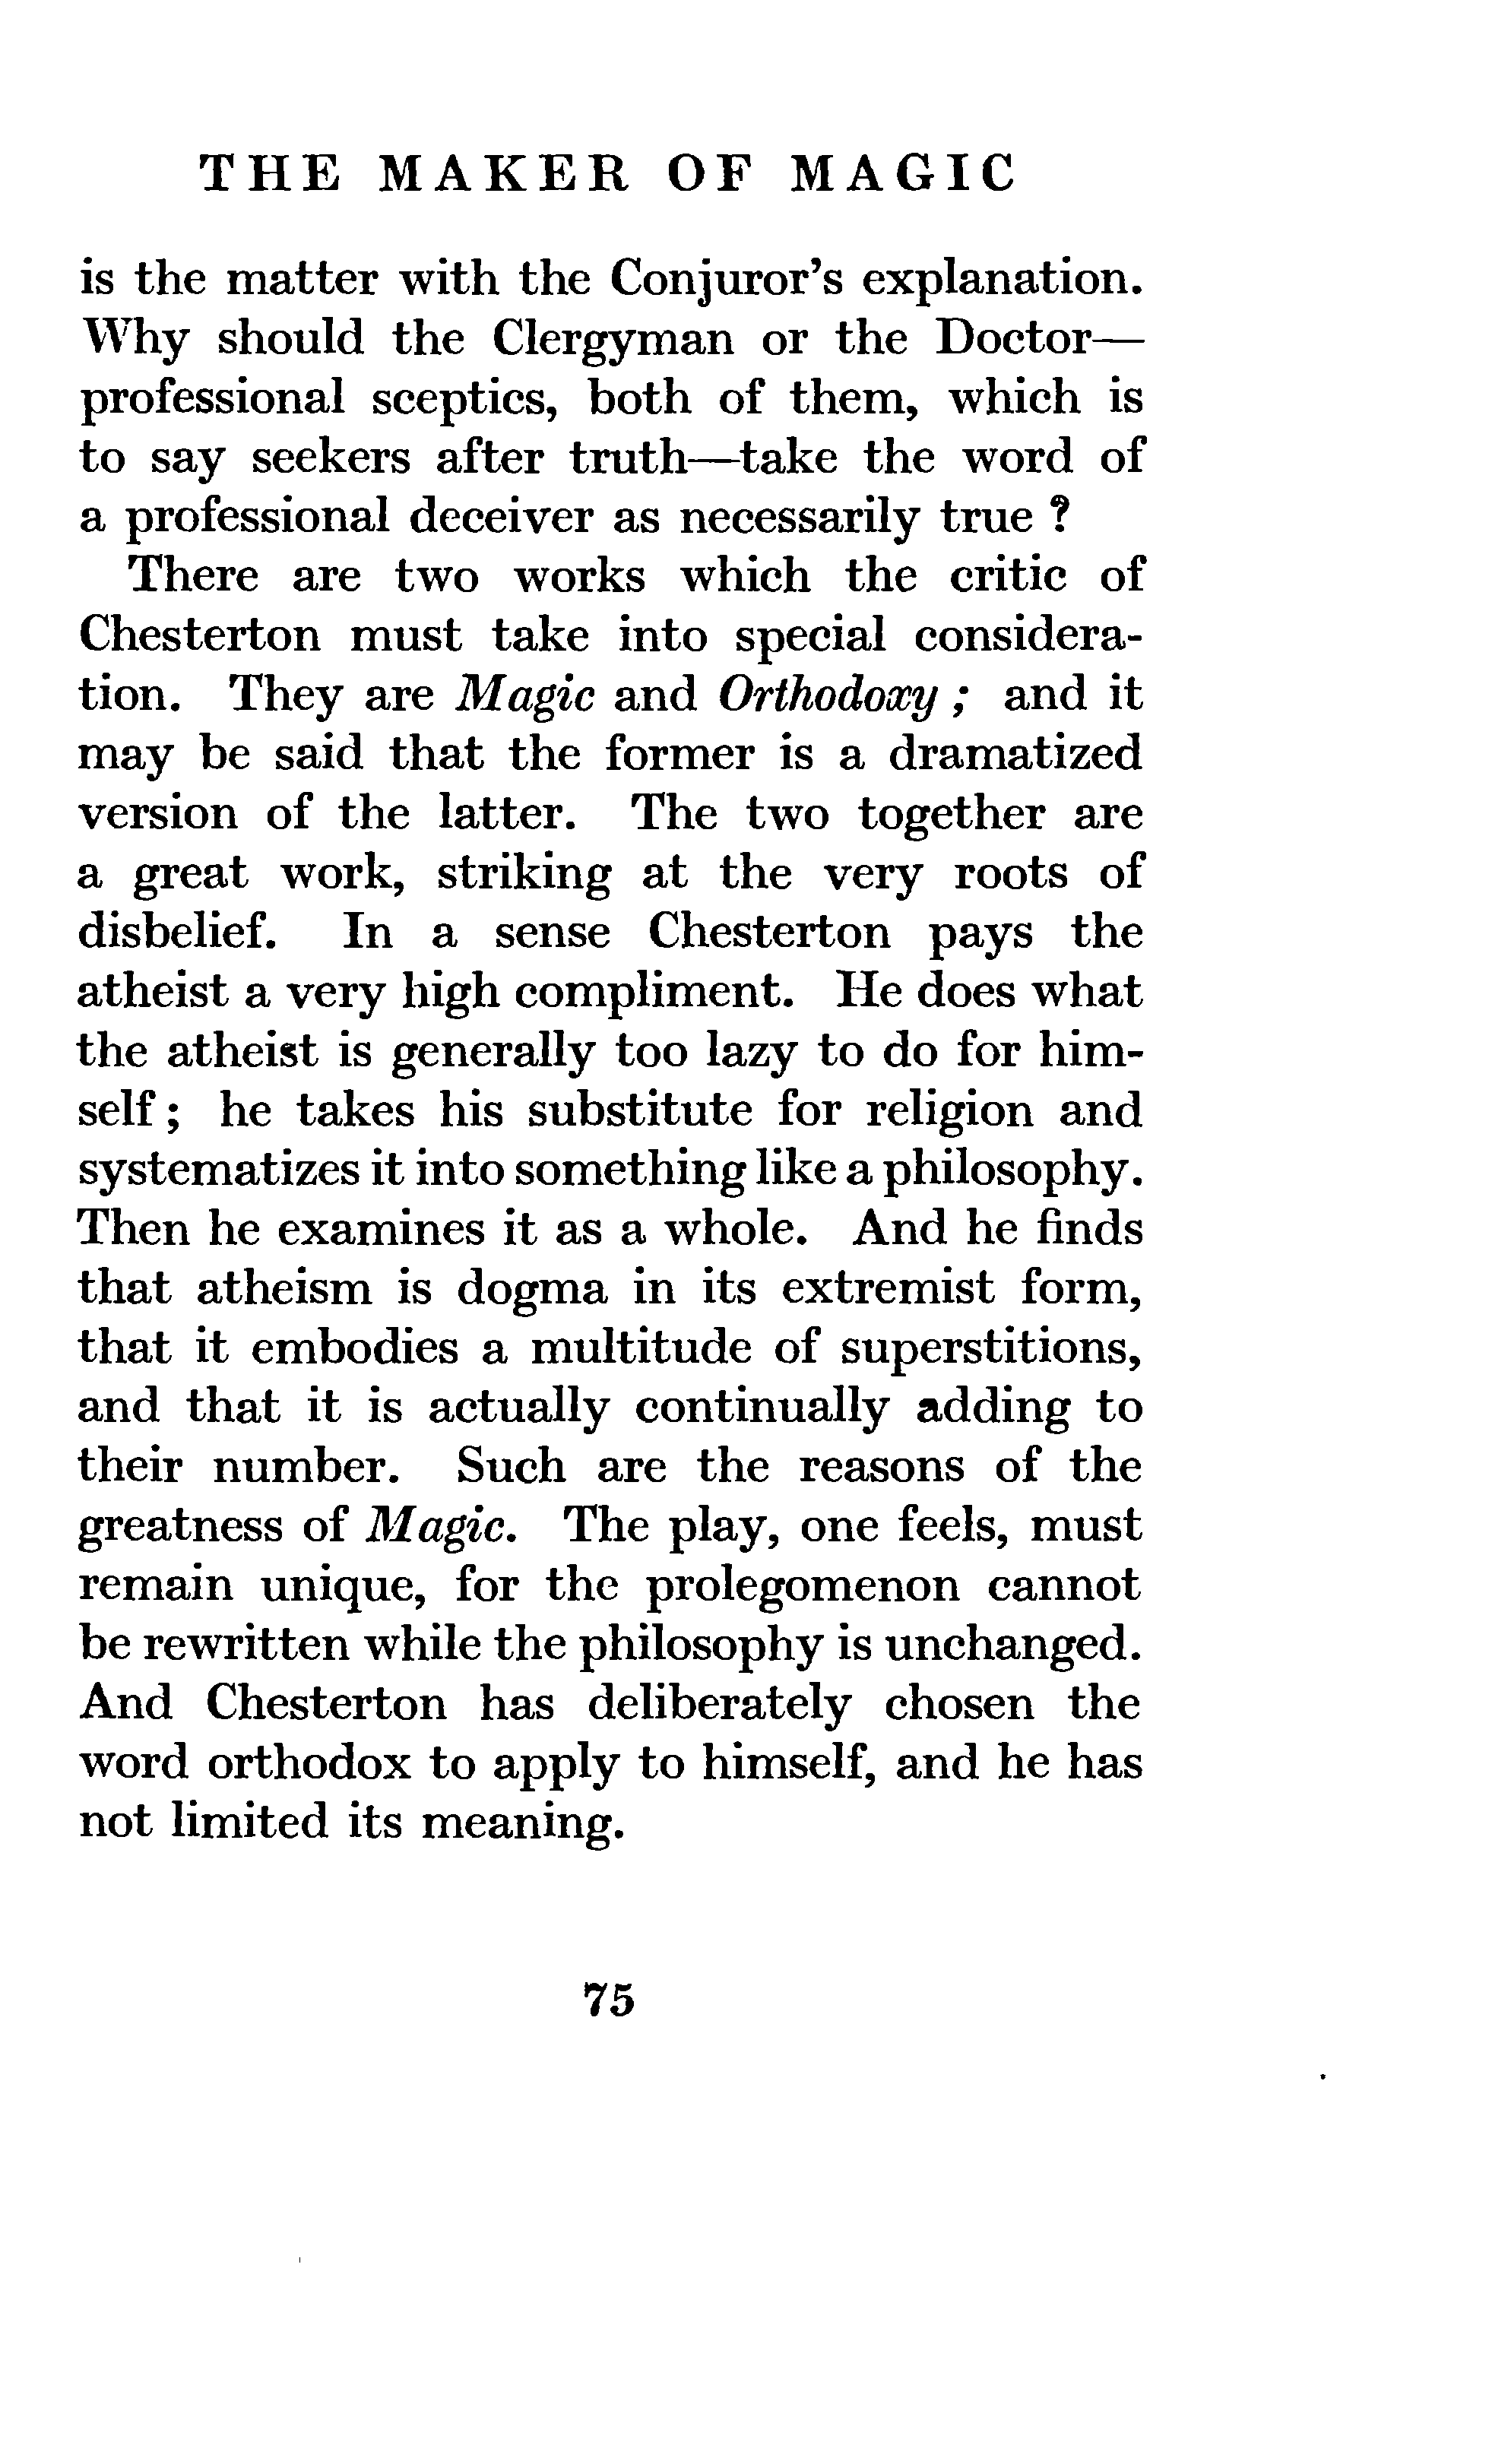 THE MAKER OF MAGIC
is the matter with the Conjuror's explanation.
Why should the Clergyman or the Doctor—
professional sceptics, both of them, which is
to say seekers after truth—take the word of
a professional deceiver as necessarily true ?
There are two works which the critic of
Chesterton must take into special considera-
tion. They are Magic and Orthodoxy ; and it
may be said that the former is a dramatized
version of the latter. The two together are
a great work, striking at the very roots of
disbelief. In a sense Chesterton pays the
atheist a very high compliment. He does what
the atheist is generally too lazy to do for him-
self ; he takes his substitute for religion and
systematizes it into something like a philosophy.
Then he examines it as a whole. And he finds
that atheism is dogma in its extremist form,
that it embodies a multitude of superstitions,
and that it is actually continually adding to
their number. Such are the reasons of the
greatness of Magic. The play, one feels, must
remain unique, for the prolegomenon cannot
be rewritten while the philosophy is unchanged.
And Chesterton has deliberately chosen the
word orthodox to apply to himself, and he has
not limited its meaning.
75